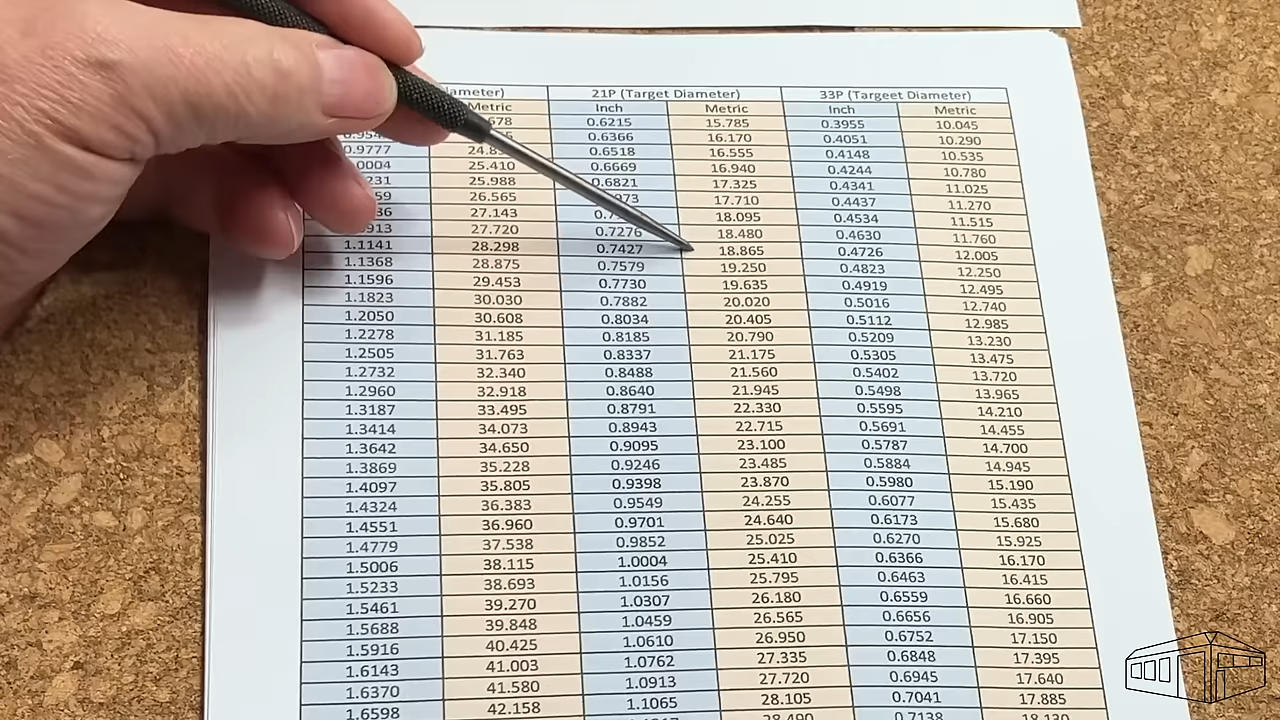 21P (Target Diameter) 33P (Targeet Diameter)
Metric Inch Metric Inch Metric
0.6215 15.785 0.3955 10.045
0.6366 16.170 0.4051 10.290
0.9777 0.6518 16.555 0.4148 10.535
25.410 0.6669 16.940 0.4244 10.780
25.988 0.6821 17.325 0.4341 11.025
26.565 17.710 0.4437 11.270
27.143 18.095 0.4534 11.515
27.720 0.7276 18.480 0.4630 11.760
1.1141 28.298 0.7427 18.865 0.4726 12.005
1.1368 28.875 0.7579 19.250 0.4823 12.250
1.1596 29.453 0.7730 19.635 0.4919 12.495
1.1823 30.030 0.7882 20.020 0.5016 12.740
1.2050 30.608 0.8034 20.405 0.5112 12.985
1.2278 31.185 0.8185 20.790 0.5209 13.230
1.2505 31.763 0.8337 21.175 0.5305 13.475
1.2732 32.340 0.8488 21.560 0.5402 13.720
1.2960 32.918 0.8640 21.945 0.5498 13.965
1.3187 33.495 0.8791 22.330 0.5595 14.210
1.3414 34.073 0.8943 22.715 0.5691 14.455
1.3642 34.650 0.9095 23.100 0.5787 14.700
1.3869 35.228 0.9246 23.485 0.5884 14.945
1.4097 35.805 0.9398 23.870 0.5980 15.190
1.4324 36.383 0.9549 24.255 0.6077 15.435
1.4551 36.960 0.9701 24.640 0.6173 15.680
1.4779 37.538 0.9852 25.025 0.6270 15.925
1.5006 38.115 1.0004 25.410 0.6366 16.170
1.5233 38.693 1.0156 25.795 0.6463 16.415
1.5461 39.270 1.0307 26.180 0.6559 16.660
1.5688 39.848 1.0459 26.565 0.6656 16.905
1.5916 40.425 1.0610 26.950 0.6752 17.150
1.6143 41.003 1.0762 27.335 0.6848 17.395
1.6370 41.580 1.0913 27.720 0.6945 17.640
1.6598 42.158 1.1065 28.105 0.7041 17.885
0.7138